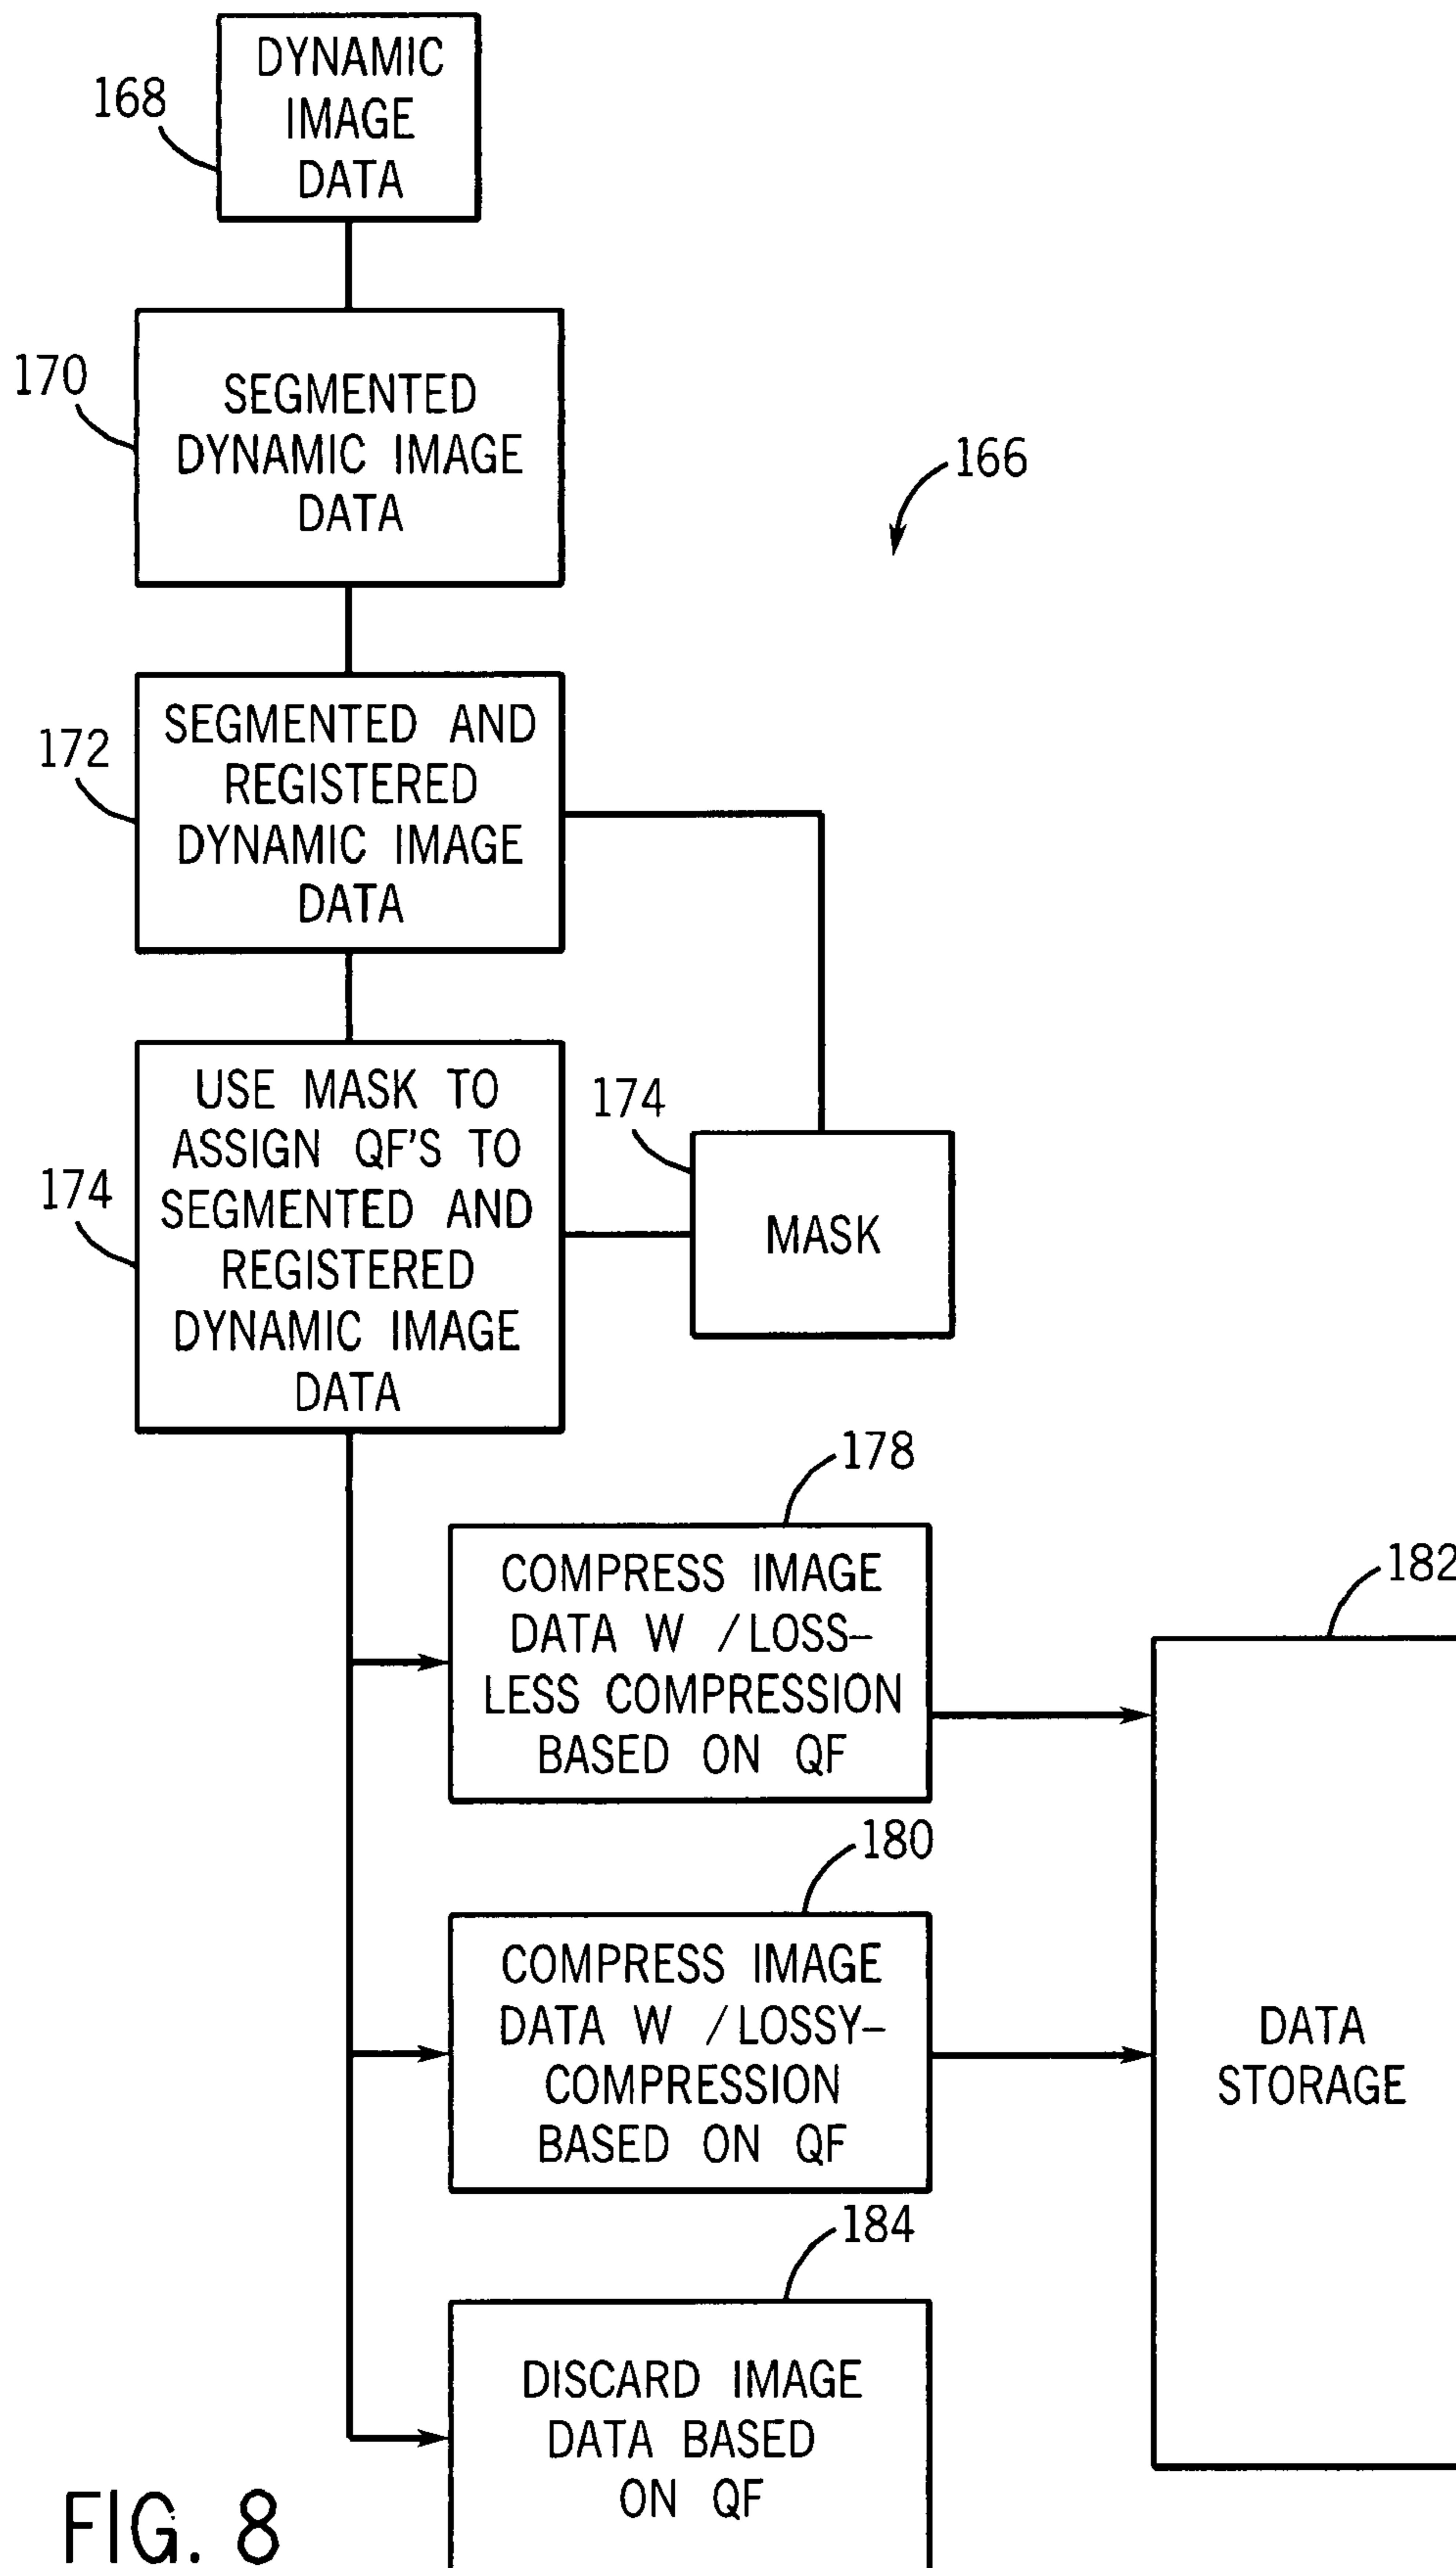 DYNAMIC
IMAGE
DATA
168
SEGMENTED
DYNAMIC IMAGE
DATA
170
166
SEGMENTED AND
REGISTERED
DYNAMIC IMAGE
DATA
172
USE MASK TO
ASSIGN QF'S TO
SEGMENTED AND
REGISTERED
DYNAMIC IMAGE
DATA
174
174
MASK
178
COMPRESS IMAGE
DATA W /LOSS–
LESS COMPRESSION
BASED ON QF
182
180
COMPRESS IMAGE
DATA W /LOSSY–
COMPRESSION
BASED ON QF
DATA
STORAGE
184
DISCARD IMAGE
DATA BASED
ON QF
FIG. 8